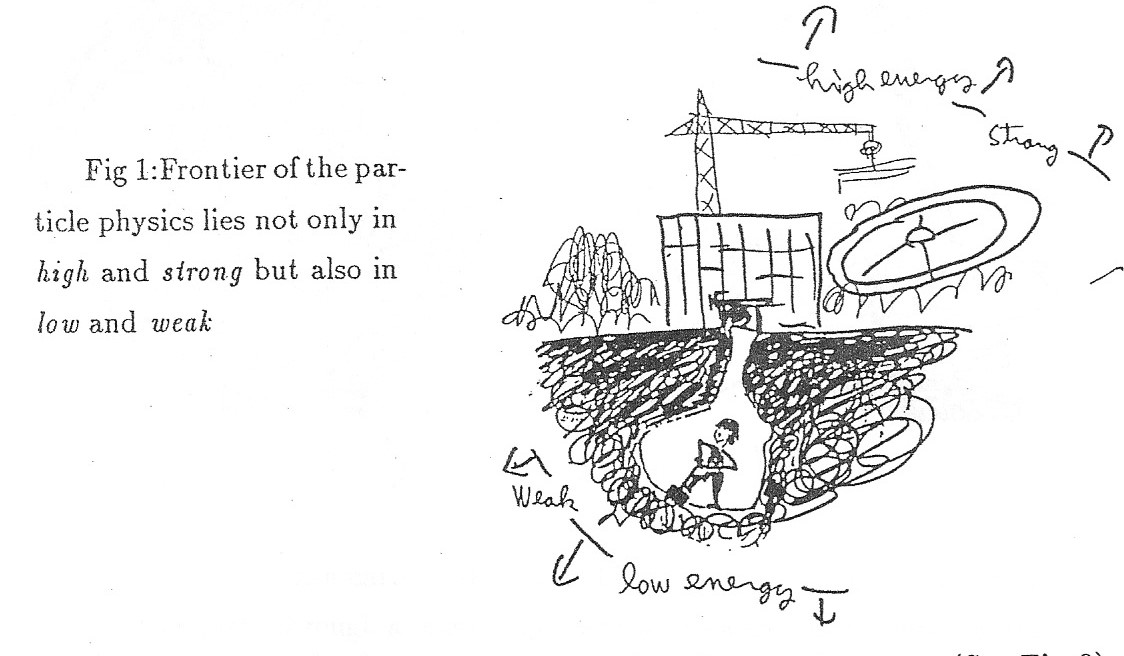 high energy
strong
Fig 1:Frontier of the par-
ticle physics lies not only in
high and strong but also in
low and weak
Weak
low energy